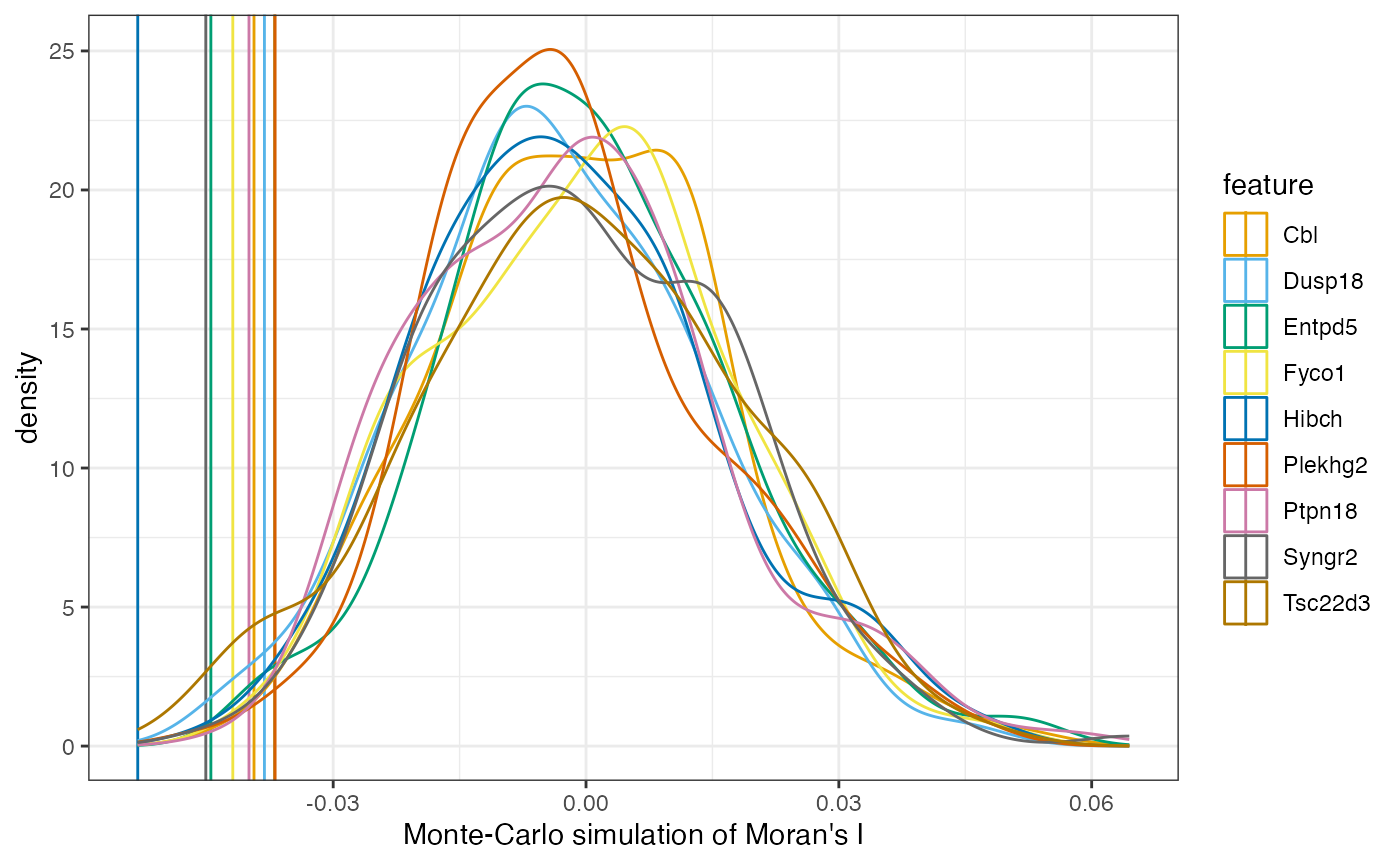 25
20
15
10
5
0
density
-0.03
0.00
0.03
0.06
Monte-Carlo simulation of Moran's I
feature
Cbl
Dusp18
Entpd5
Fyco1
Hibch
Plekhg2
Ptpn18
Syngr2
Tsc22d3